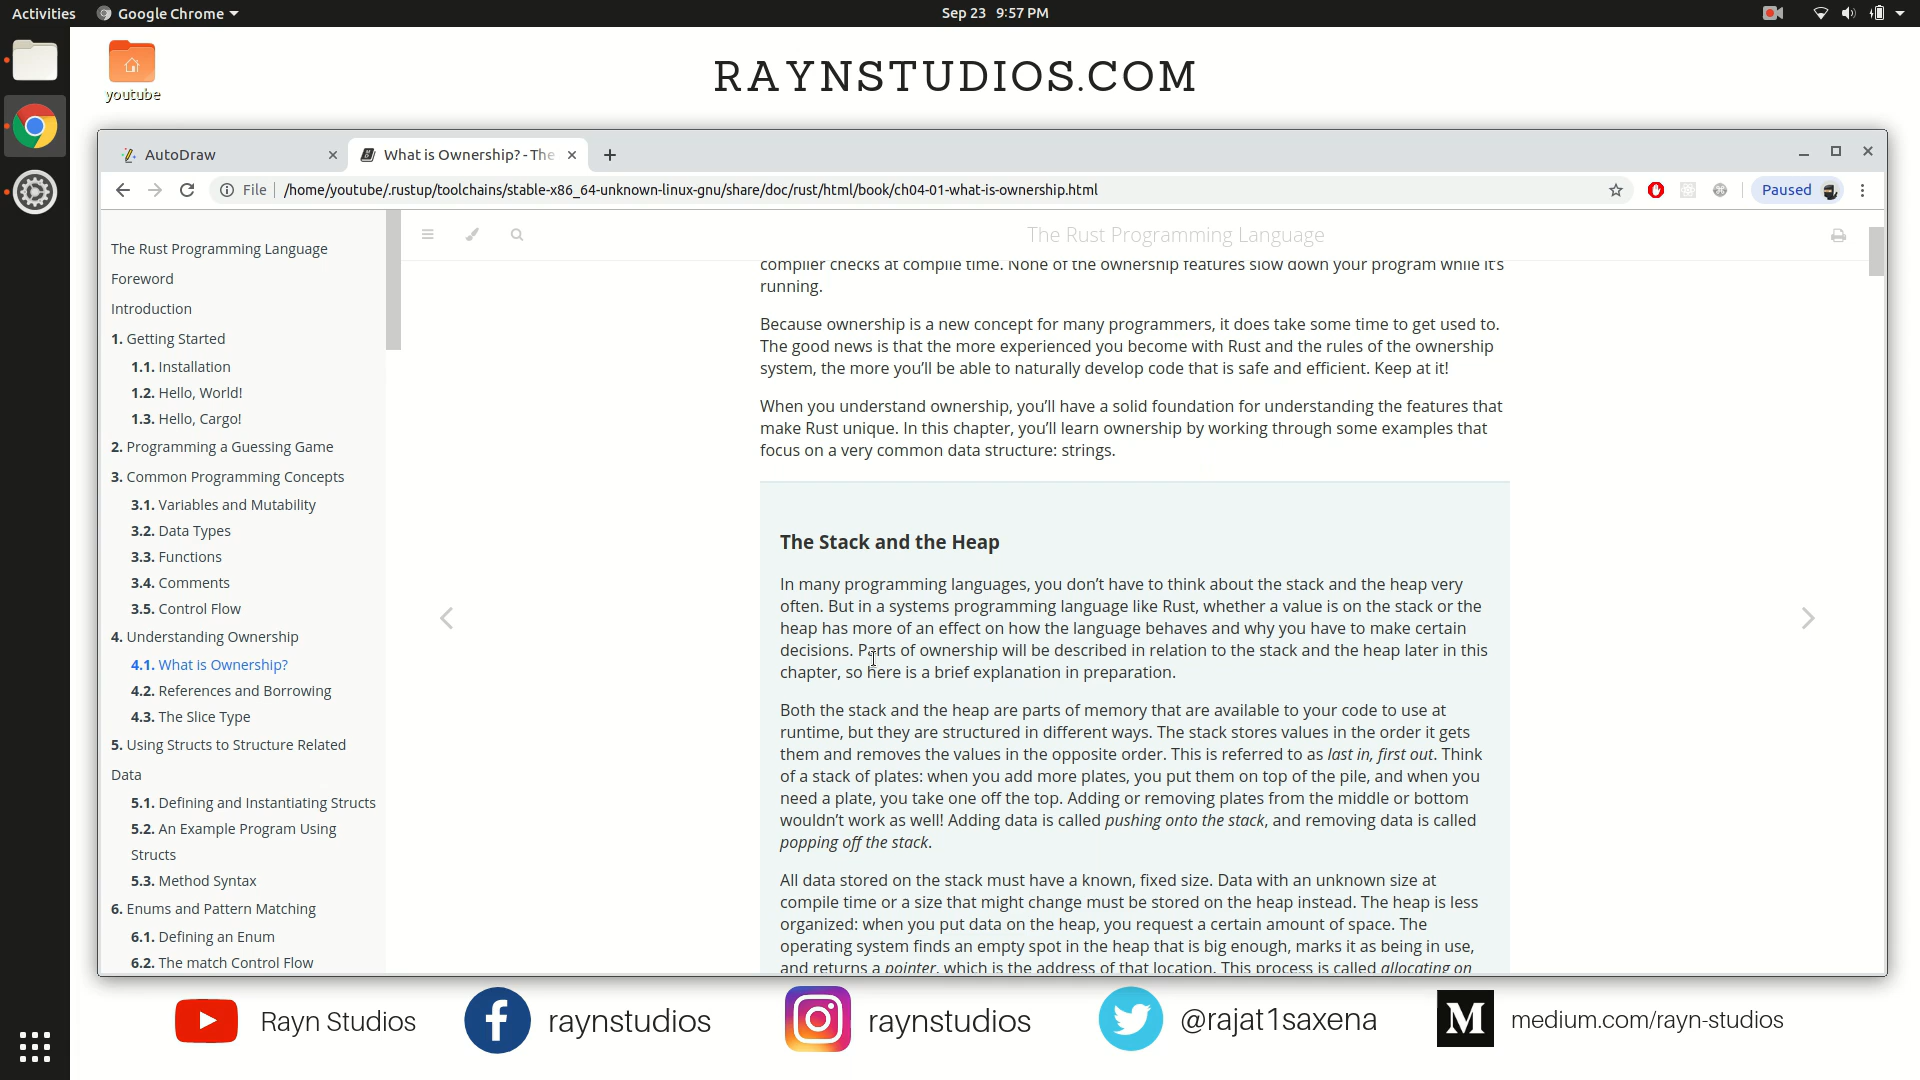 Activities
Google Chrome
Sep 23 9:57 PM
youtube
RAYNSTUDIOS.COM
AutoDraw
What is Ownership? - The
File
/home/youtube/.rustup/toolchains/stable-x86_64-unknown-linux-gnu/share/doc/rust/html/book/ch04-01-what-is-ownership.html
Paused
The Rust Programming Language
Foreword
Introduction
1. Getting Started
1.1. Installation
1.2. Hello, World!
1.3. Hello, Cargo!
2. Programming a Guessing Game
3. Common Programming Concepts
3.1. Variables and Mutability
3.2. Data Types
3.3. Functions
3.4. Comments
3.5. Control Flow
4. Understanding Ownership
4.1. What is Ownership?
4.2. References and Borrowing
4.3. The Slice Type
5. Using Structs to Structure Related
Data
5.1. Defining and Instantiating Structs
5.2. An Example Program Using
Structs
5.3. Method Syntax
6. Enums and Pattern Matching
6.1. Defining an Enum
6.2. The match Control Flow
The Rust Programming Language
compiler checks at compile time. None of the ownership features slow down your program while it's
running.
Because ownership is a new concept for many programmers, it does take some time to get used to.
The good news is that the more experienced you become with Rust and the rules of the ownership
system, the more you'll be able to naturally develop code that is safe and efficient. Keep at it!
When you understand ownership, you'll have a solid foundation for understanding the features that
make Rust unique. In this chapter, you'll learn ownership by working through some examples that
focus on a very common data structure: strings.
The Stack and the Heap
In many programming languages, you don't have to think about the stack and the heap very
often. But in a systems programming language like Rust, whether a value is on the stack or the
heap has more of an effect on how the language behaves and why you have to make certain
decisions. Parts of ownership will be described in relation to the stack and the heap later in this
chapter, so here is a brief explanation in preparation.
Both the stack and the heap are parts of memory that are available to your code to use at
runtime, but they are structured in different ways. The stack stores values in the order it gets
them and removes the values in the opposite order. This is referred to as last in, first out. Think
of a stack of plates: when you add more plates, you put them on top of the pile, and when you
need a plate, you take one off the top. Adding or removing plates from the middle or bottom
wouldn't work as well! Adding data is called pushing onto the stack, and removing data is called
popping off the stack.
All data stored on the stack must have a known, fixed size. Data with an unknown size at
compile time or a size that might change must be stored on the heap instead. The heap is less
organized: when you put data on the heap, you request a certain amount of space. The
operating system finds an empty spot in the heap that is big enough, marks it as being in use,
and returns a pointer, which is the address of that location. This process is called allocating on
Rayn Studios
raynstudios
raynstudios
@rajat1saxena
M
medium.com/rayn-studios